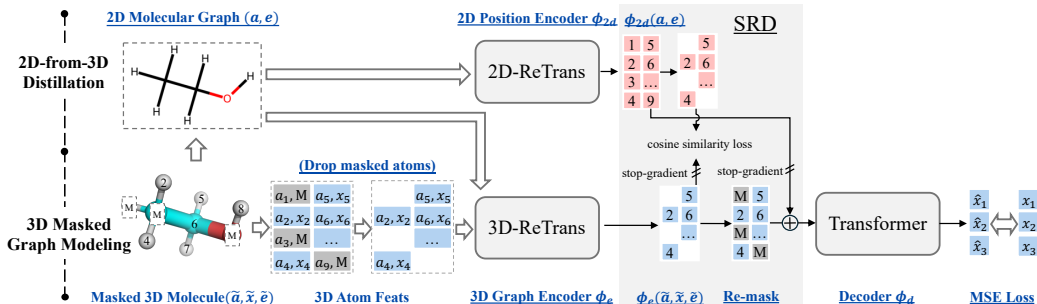 2D Molecular Graph (a, e)
2D Position Encoder ϕ2d ϕ2d(a, e)
SRD
2D-from-3D
Distillation
H H H
H
H H
O
2D-ReTrans
1 5
2 6
3 ...
4 9
5
2 6
...
4
cosine similarity loss
stop-gradient
stop-gradient
(Drop masked atoms)
3D Masked
Graph Modeling
2
M
M
4
5
6
7
8
M
a1, M a5, x5
a2, x2 a6, x6
a3, M ...
a4, x4 a9, M
a5, x5
a2, x2 a6, x6
...
a4, x4
3D-ReTrans
5
2 6
...
4
M 5
2 6
M ...
4 M
Transformer
x̂1 x1
x̂2 x2
x̂3 x3
Masked 3D Molecule(ã, x̃, ẽ)
3D Atom Feats
3D Graph Encoder ϕe
ϕe(ã, x̃, ẽ)
Re-mask
Decoder ϕd
MSE Loss